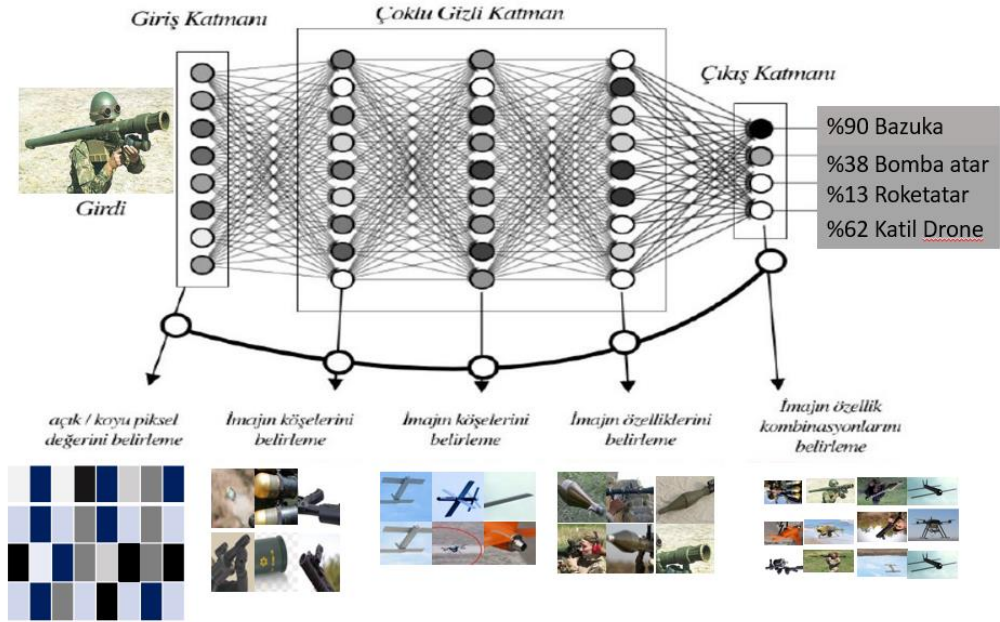 Giriş Katmanı
Çoklu Gizli Katman
Çıkış Katmanı
Girdi
%90 Bazuka
%38 Bomba atar
%13 Roketatar
%62 Katil Drone
açık / koyu piksel
değerini belirleme
İmajın köşelerini
belirleme
İmajın köşelerini
belirleme
İmajın özelliklerini
belirleme
İmajın özellik
kombinasyonlarını
belirleme